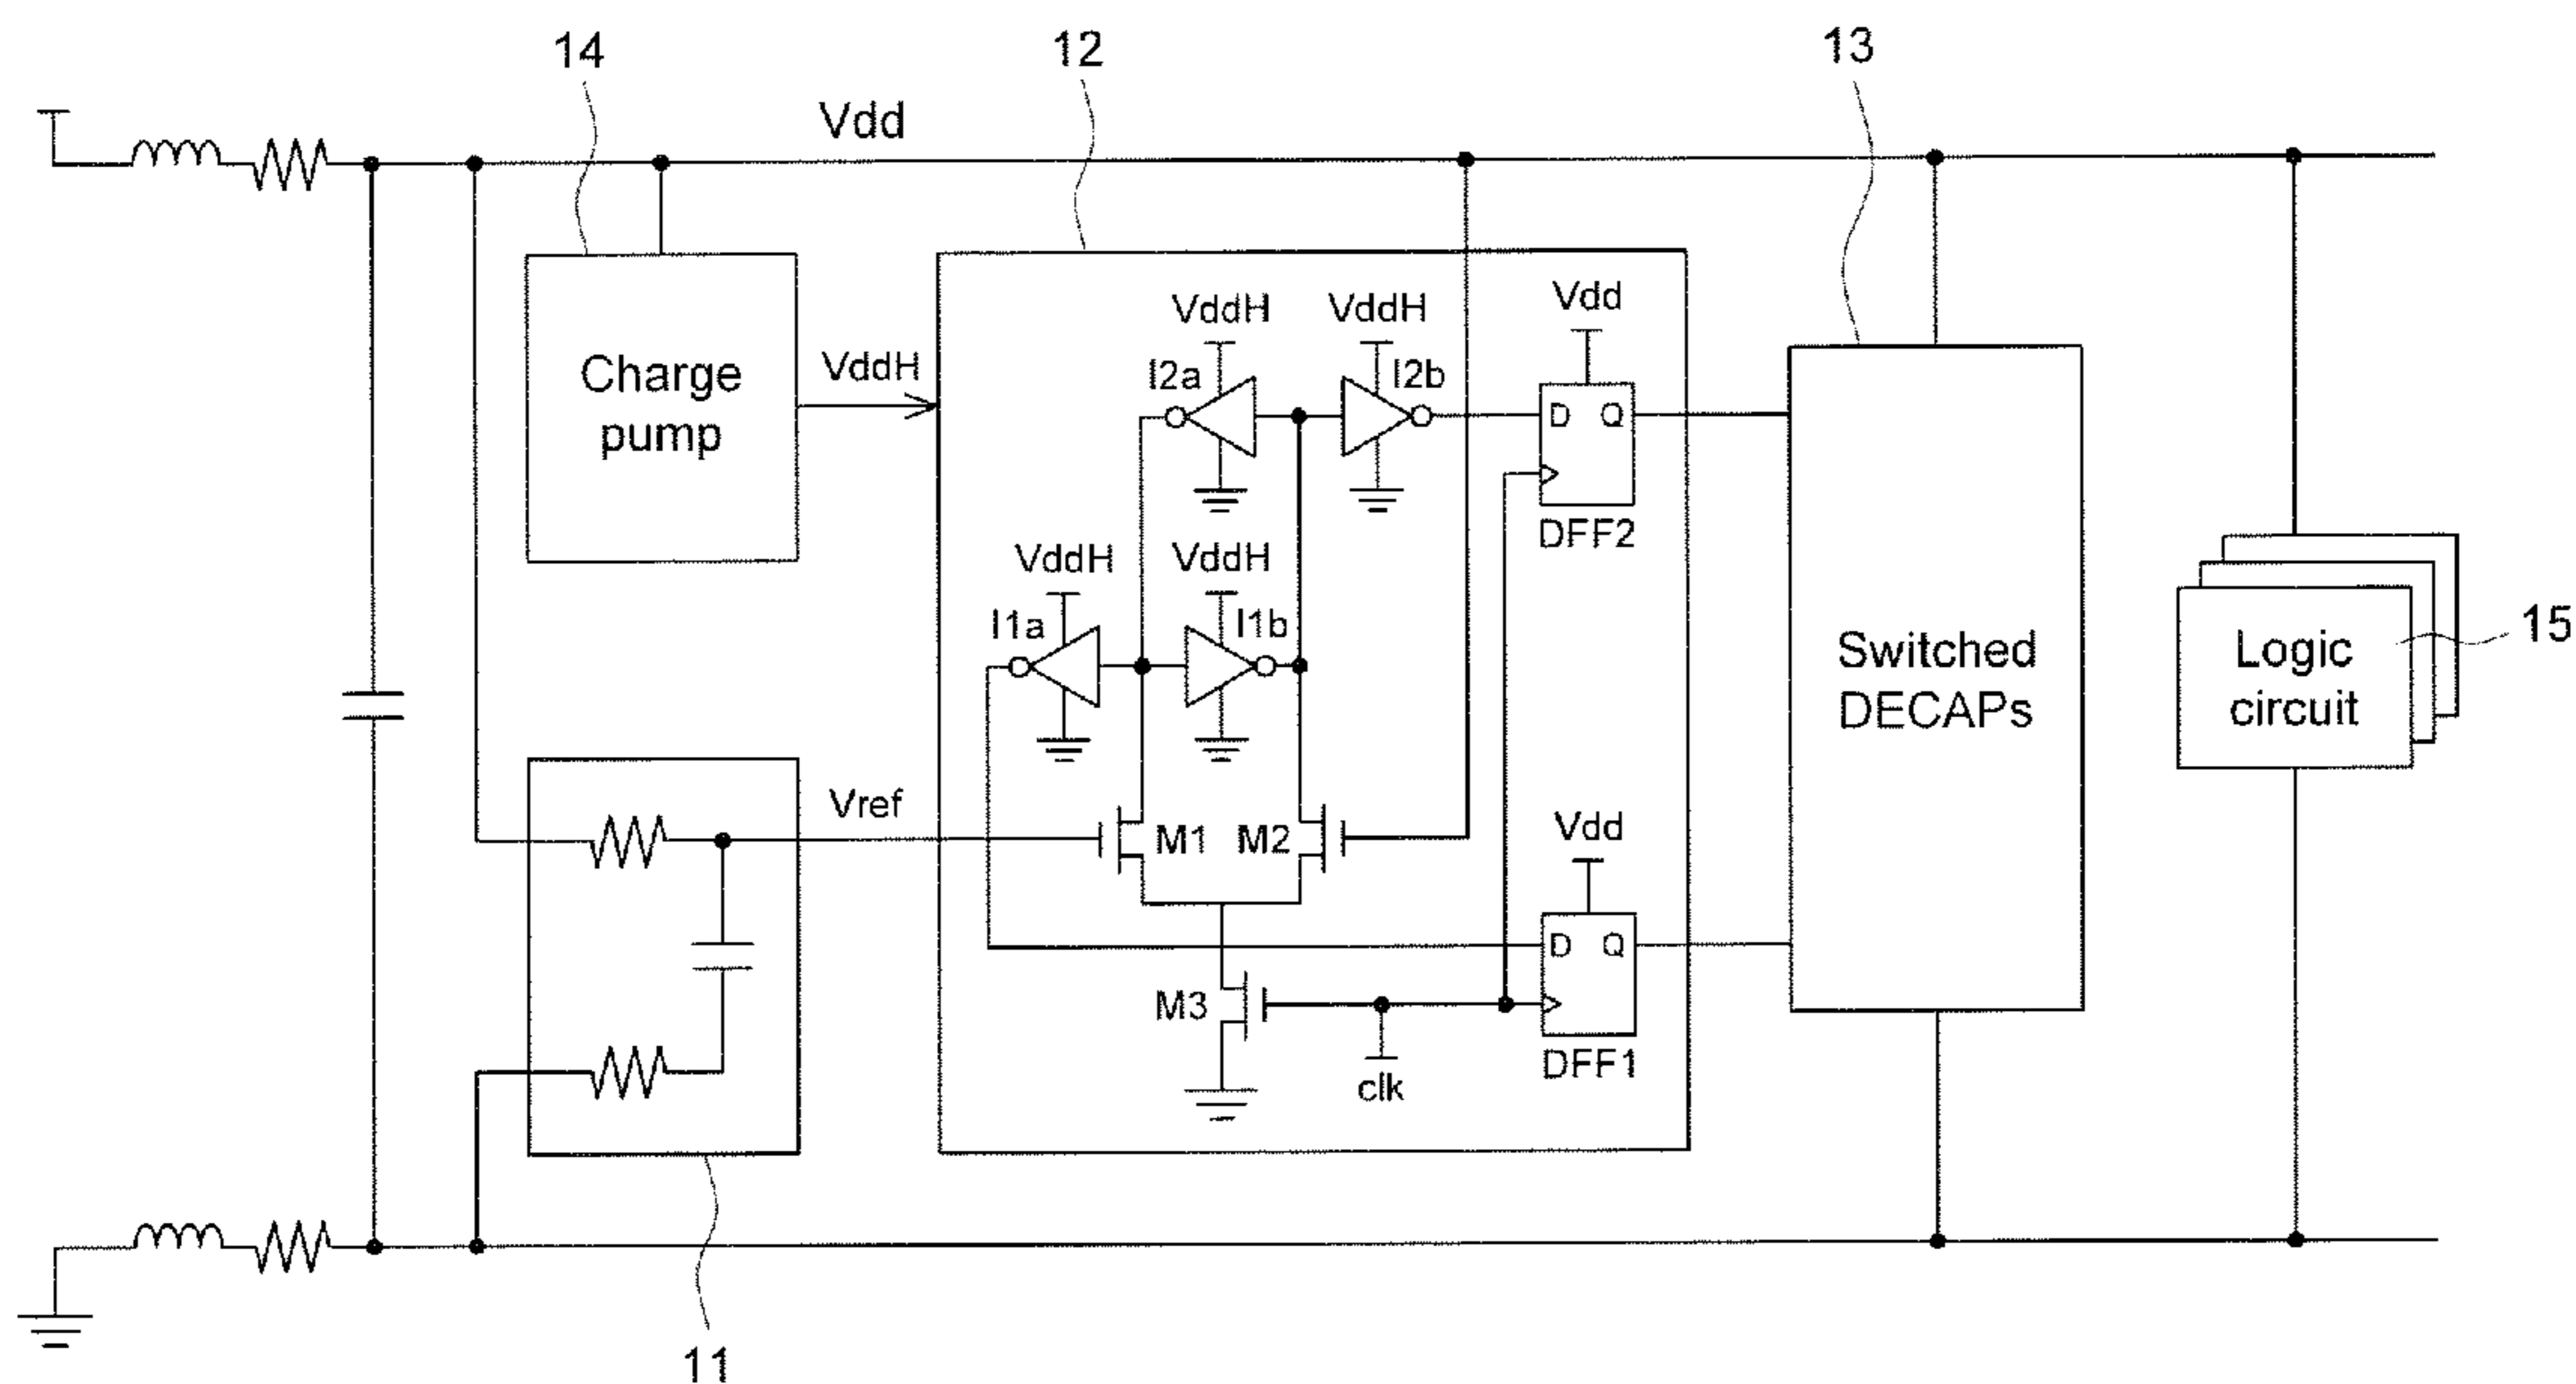 14
12
13
Vdd
Charge
pump
VddH
VddH
VddH
I2a
I2b
Vdd
D
Q
DFF2
VddH
VddH
I1a
I1b
Switched
DECAPs
Logic
circuit
15
Vref
M1
M2
Vdd
D
Q
M3
clk
DFF1
11